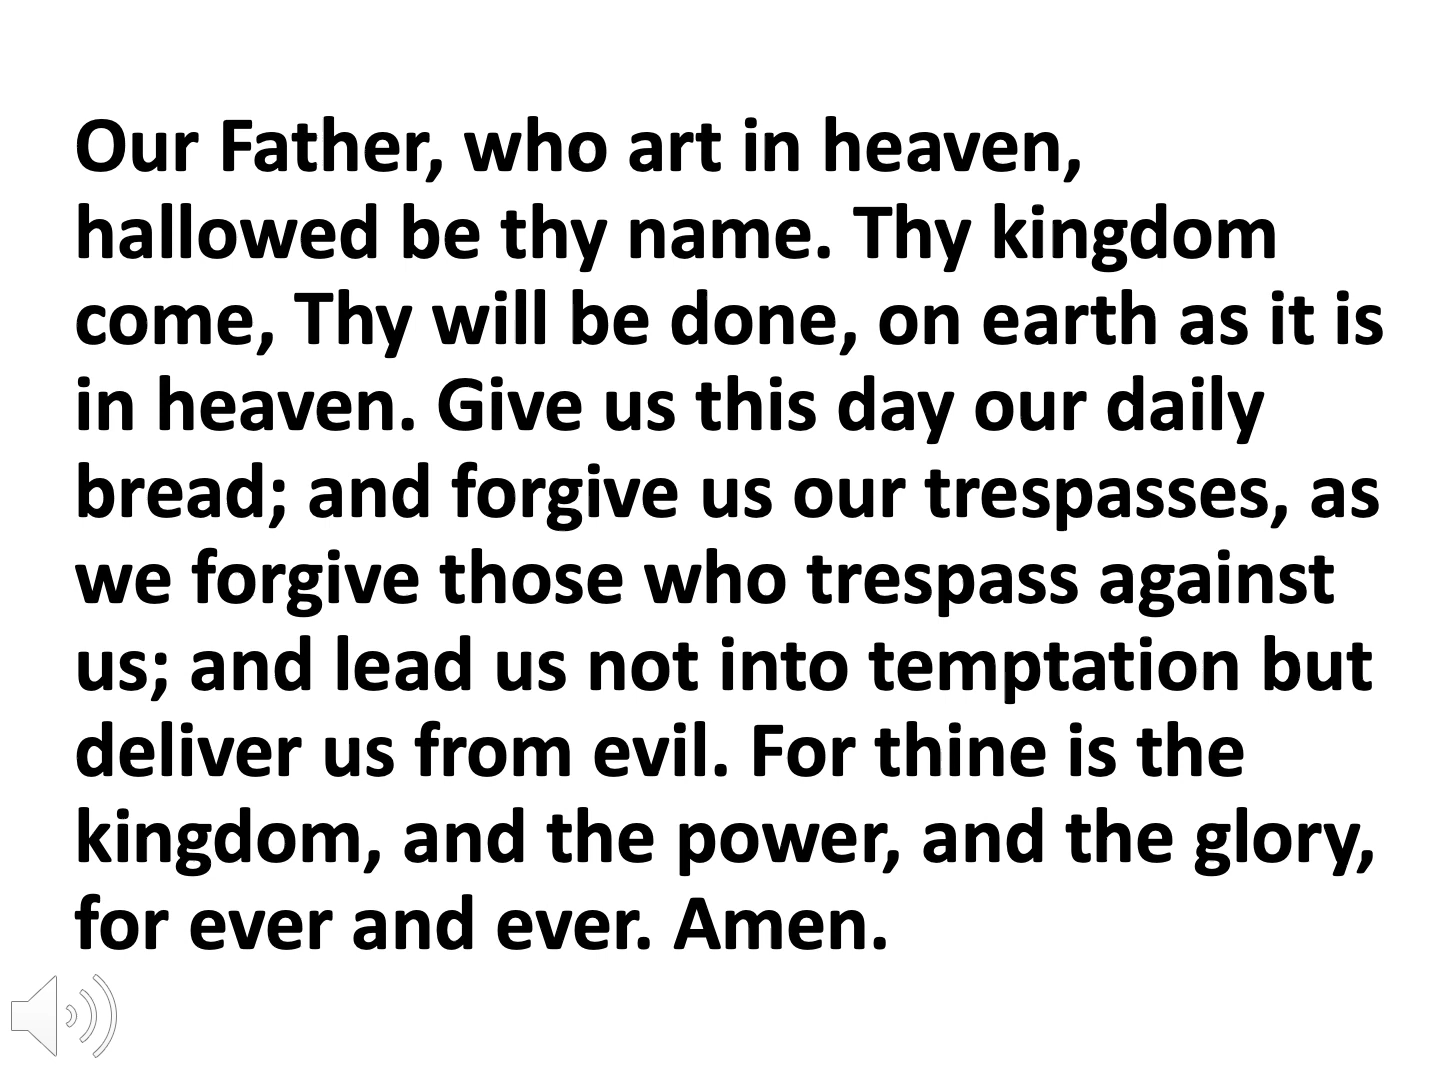 Our Father, who art in heaven,
hallowed be thy name. Thy kingdom
come, Thy will be done, on earth as it is
in heaven. Give us this day our daily
bread; and forgive us our trespasses, as
we forgive those who trespass against
us; and lead us not into temptation but
deliver us from evil. For thine is the
kingdom, and the power, and the glory,
for ever and ever. Amen.